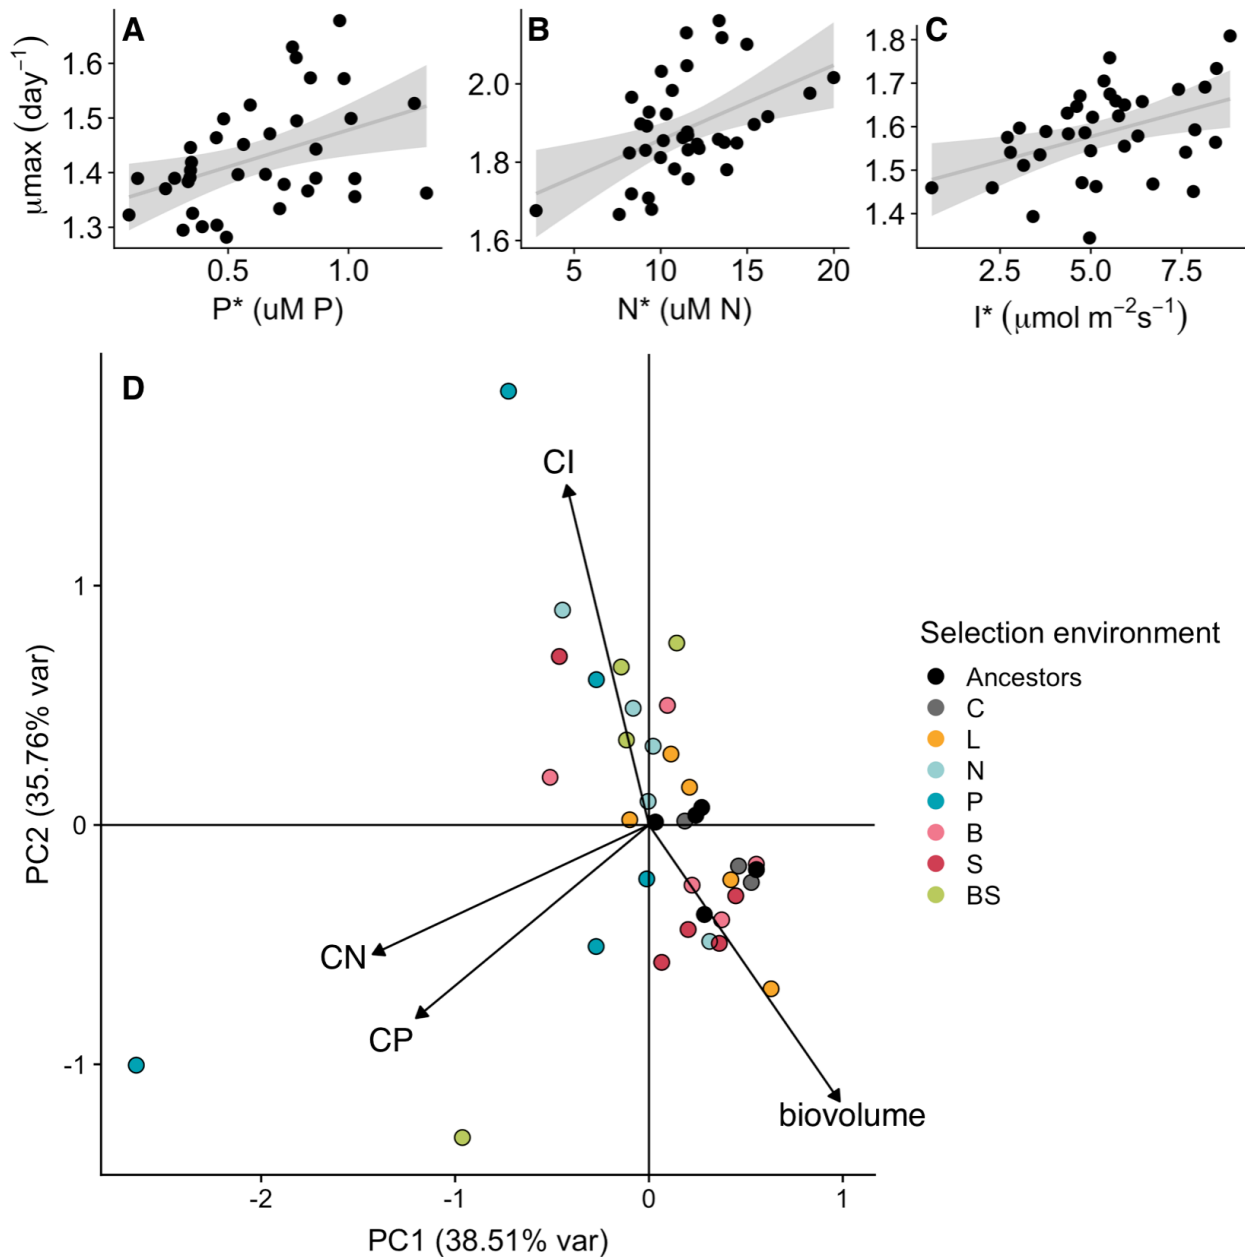 A
B
C
μmax (day⁻¹)
1.6
1.5
1.4
1.3
0.5
1.0
P* (uM P)
2.0
1.8
1.6
5
10
15
20
N* (uM N)
1.8
1.7
1.6
1.5
1.4
2.5
5.0
7.5
I* (μmol m⁻²s⁻¹)
D
CI
CN
CP
biovolume
PC2 (35.76% var)
1
0
-1
-2
-1
0
1
PC1 (38.51% var)
Selection environment
Ancestors
C
L
N
P
B
S
BS